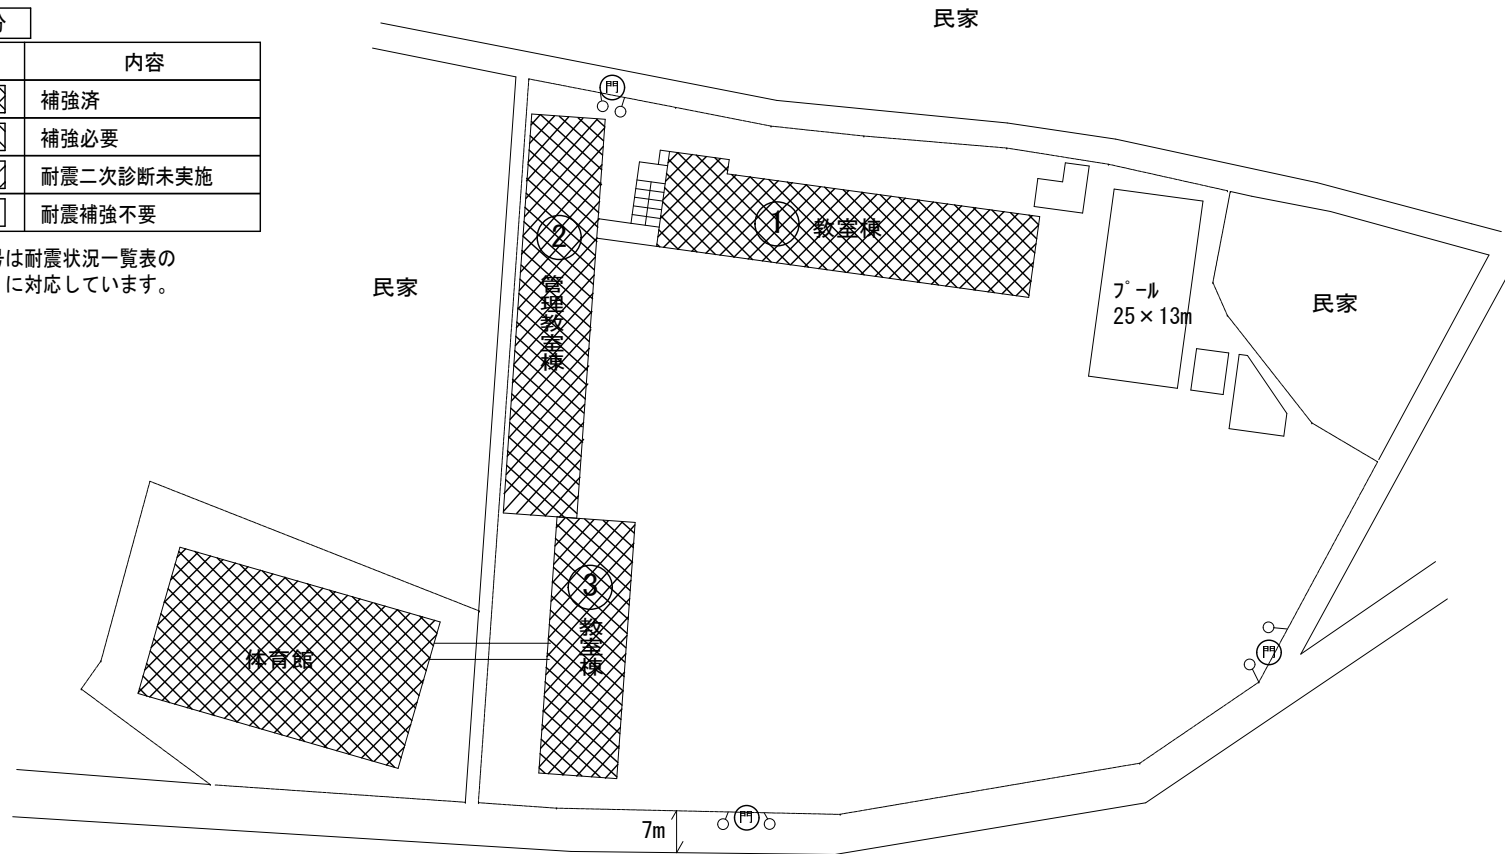 民家
内容
補強済
補強必要
耐震二次診断未実施
耐震補強不要
は耐震状況一覧表の
に対応しています。
門
① 教室棟
②
管理教室棟
民家
プール
25×13m
民家
③
教室棟
体育館
門
門
7m